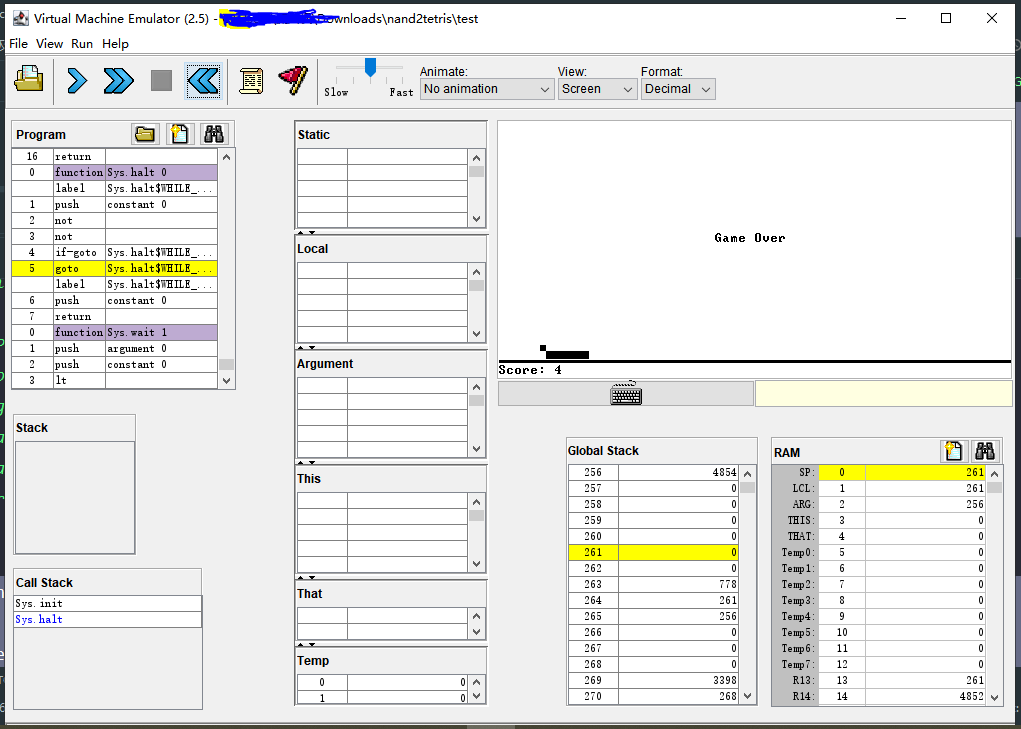 Virtual Machine Emulator (2.5) - Downloads\nand2tetris\test
File View Run Help
Slow Fast
Animate:
No animation
View:
Screen
Format:
Decimal
Program
16 return
0 function Sys.halt 0
label Sys.halt$WHILE_...
1 push constant 0
2 not
3 not
4 if-goto Sys.halt$WHILE_...
5 goto Sys.halt$WHILE_...
label Sys.halt$WHILE_...
6 push constant 0
7 return
0 function Sys.wait 1
1 push argument 0
2 push constant 0
3 lt
Stack
Call Stack
Sys.init
Sys.halt
Static
Local
Argument
This
That
Temp
0 0
1 0
Game Over
Score: 4
Global Stack
256 4854
257 0
258 0
259 0
260 0
261 0
262 0
263 778
264 261
265 256
266 0
267 0
268 0
269 3398
270 268
RAM
SP: 0 261
LCL: 1 261
ARG: 2 256
THIS: 3 0
THAT: 4 0
Temp0: 5 0
Temp1: 6 0
Temp2: 7 0
Temp3: 8 0
Temp4: 9 0
Temp5: 10 0
Temp6: 11 0
Temp7: 12 0
R13: 13 261
R14: 14 4852